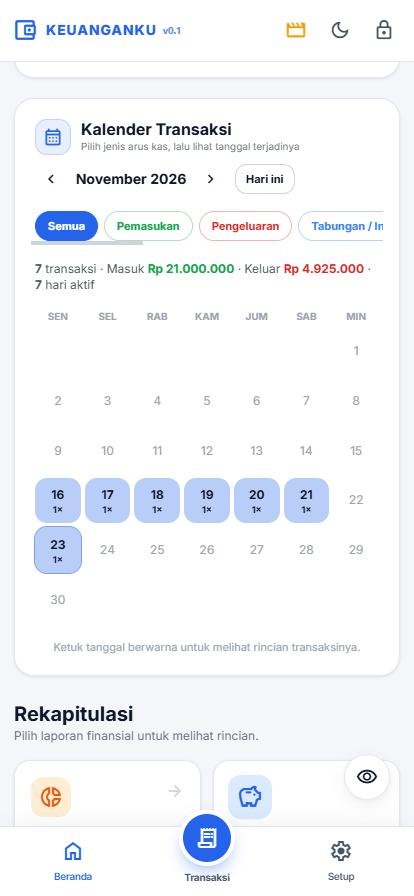 KEUANGANKU v0.1
Kalender Transaksi
Pilih jenis arus kas, lalu lihat tanggal terjadinya
November 2026 Hari ini
Semua Pemasukan Pengeluaran Tabungan / In
7 transaksi · Masuk Rp 21.000.000 · Keluar Rp 4.925.000 ·
7 hari aktif
SEN SEL RAB KAM JUM SAB MIN
1
2 3 4 5 6 7 8
9 10 11 12 13 14 15
16 17 18 19 20 21 22
1× 1× 1× 1× 1× 1×
23 24 25 26 27 28 29
1×
30
Ketuk tanggal berwarna untuk melihat rincian transaksinya.
Rekapitulasi
Pilih laporan finansial untuk melihat rincian.
Beranda Transaksi Setup